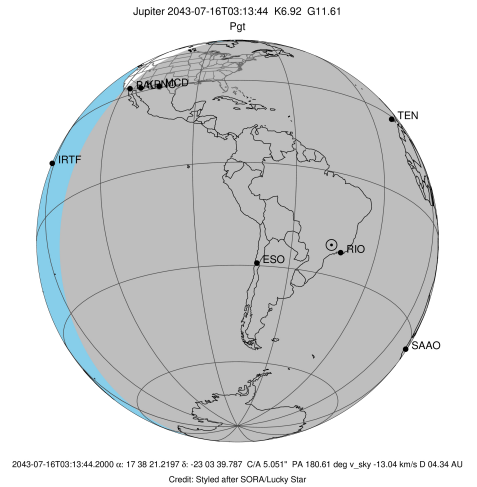 Jupiter 2043-07-16T03:13:44 K6.92 G11.61
Pgt
MCD
TEN
IRTF
RIO
ESO
SAAO
2043-07-16T03:13:44.2000 α: 17 38 21.2197 δ: -23 03 39.787 C/A 5.051" PA 180.61 deg v_sky -13.04 km/s D 04.34 AU
Credit: Styled after SORA/Lucky Star